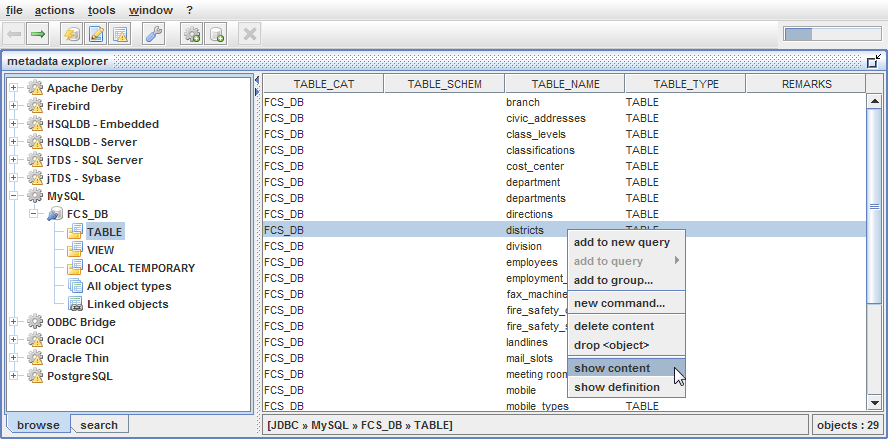 file actions tools window ?
metadata explorer
Apache Derby
Firebird
HSQLDB - Embedded
HSQLDB - Server
jTDS - SQL Server
jTDS - Sybase
MySQL
FCS_DB
TABLE
VIEW
LOCAL TEMPORARY
All object types
Linked objects
ODBC Bridge
Oracle OCI
Oracle Thin
PostgreSQL
browse search
TABLE_CAT TABLE_SCHEM TABLE_NAME TABLE_TYPE REMARKS
FCS_DB branch TABLE
FCS_DB civic_addresses TABLE
FCS_DB class_levels TABLE
FCS_DB classifications TABLE
FCS_DB cost_center TABLE
FCS_DB department TABLE
FCS_DB departments TABLE
FCS_DB directions TABLE
FCS_DB districts
FCS_DB division
FCS_DB employees
FCS_DB employment_
FCS_DB fax_machine
FCS_DB fire_safety_
FCS_DB fire_safety_
FCS_DB landlines
FCS_DB mail_slots
FCS_DB meeting room
FCS_DB mobile
FCS_DB mobile_types TABLE
add to new query
add to query
add to group...
new command...
delete content
drop <object>
show content
show definition
[JDBC » MySQL » FCS_DB » TABLE] objects : 29